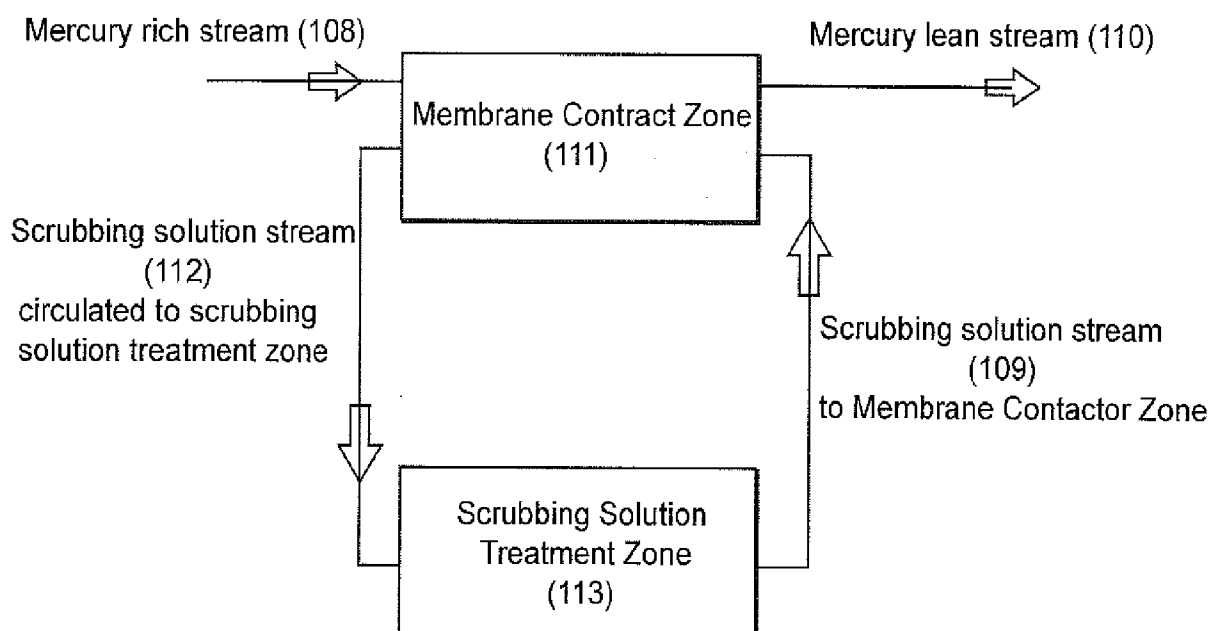 Mercury rich stream (108)
Mercury lean stream (110)
Membrane Contract Zone
(111)
Scrubbing solution stream
(112)
circulated to scrubbing
solution treatment zone
Scrubbing solution stream
(109)
to Membrane Contactor Zone
Scrubbing Solution
Treatment Zone
(113)